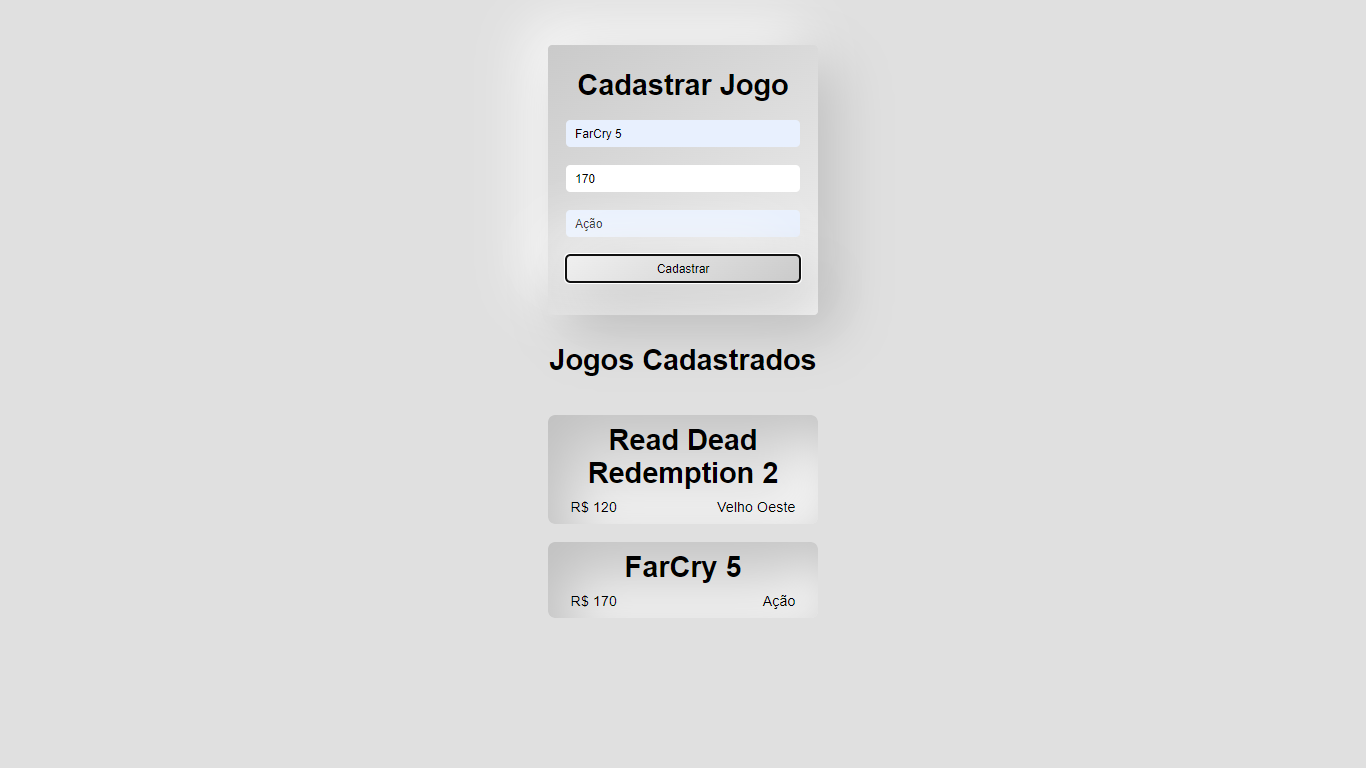 Cadastrar Jogo
FarCry 5
170
Ação
Cadastrar
Jogos Cadastrados
Read Dead
Redemption 2
R$ 120 Velho Oeste
FarCry 5
R$ 170 Ação